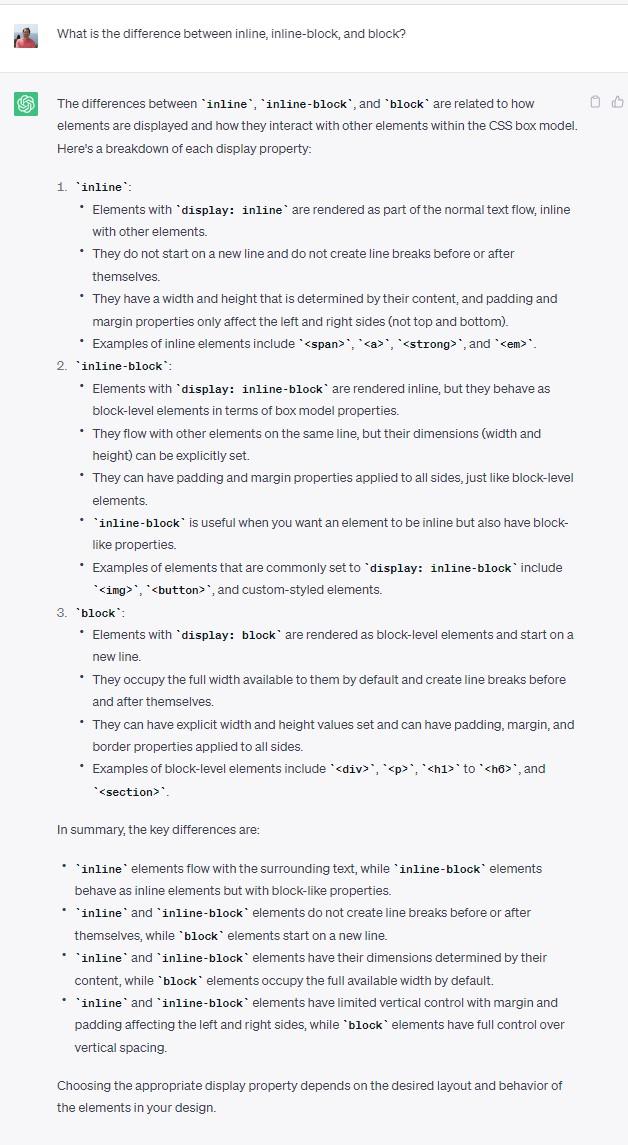 What is the difference between inline, inline-block, and block?
The differences between `inline`, `inline-block`, and `block` are related to how
elements are displayed and how they interact with other elements within the CSS box model.
Here's a breakdown of each display property:
1. `inline`:
• Elements with `display: inline` are rendered as part of the normal text flow, inline
with other elements.
• They do not start on a new line and do not create line breaks before or after
themselves.
• They have a width and height that is determined by their content, and padding and
margin properties only affect the left and right sides (not top and bottom).
• Examples of inline elements include `<span>`, `<a>`, `<strong>`, and `<em>`.
2. `inline-block`:
• Elements with `display: inline-block` are rendered inline, but they behave as
block-level elements in terms of box model properties.
• They flow with other elements on the same line, but their dimensions (width and
height) can be explicitly set.
• They can have padding and margin properties applied to all sides, just like block-level
elements.
• `inline-block` is useful when you want an element to be inline but also have block-
like properties.
• Examples of elements that are commonly set to `display: inline-block` include
`<img>`, `<button>`, and custom-styled elements.
3. `block`:
• Elements with `display: block` are rendered as block-level elements and start on a
new line.
• They occupy the full width available to them by default and create line breaks before
and after themselves.
• They can have explicit width and height values set and can have padding, margin, and
border properties applied to all sides.
• Examples of block-level elements include `<div>`, `<p>`, `<h1>` to `<h6>`, and
`<section>`.
In summary, the key differences are:
• `inline` elements flow with the surrounding text, while `inline-block` elements
behave as inline elements but with block-like properties.
• `inline` and `inline-block` elements do not create line breaks before or after
themselves, while `block` elements start on a new line.
• `inline` and `inline-block` elements have their dimensions determined by their
content, while `block` elements occupy the full available width by default.
• `inline` and `inline-block` elements have limited vertical control with margin and
padding affecting the left and right sides, while `block` elements have full control over
vertical spacing.
Choosing the appropriate display property depends on the desired layout and behavior of
the elements in your design.